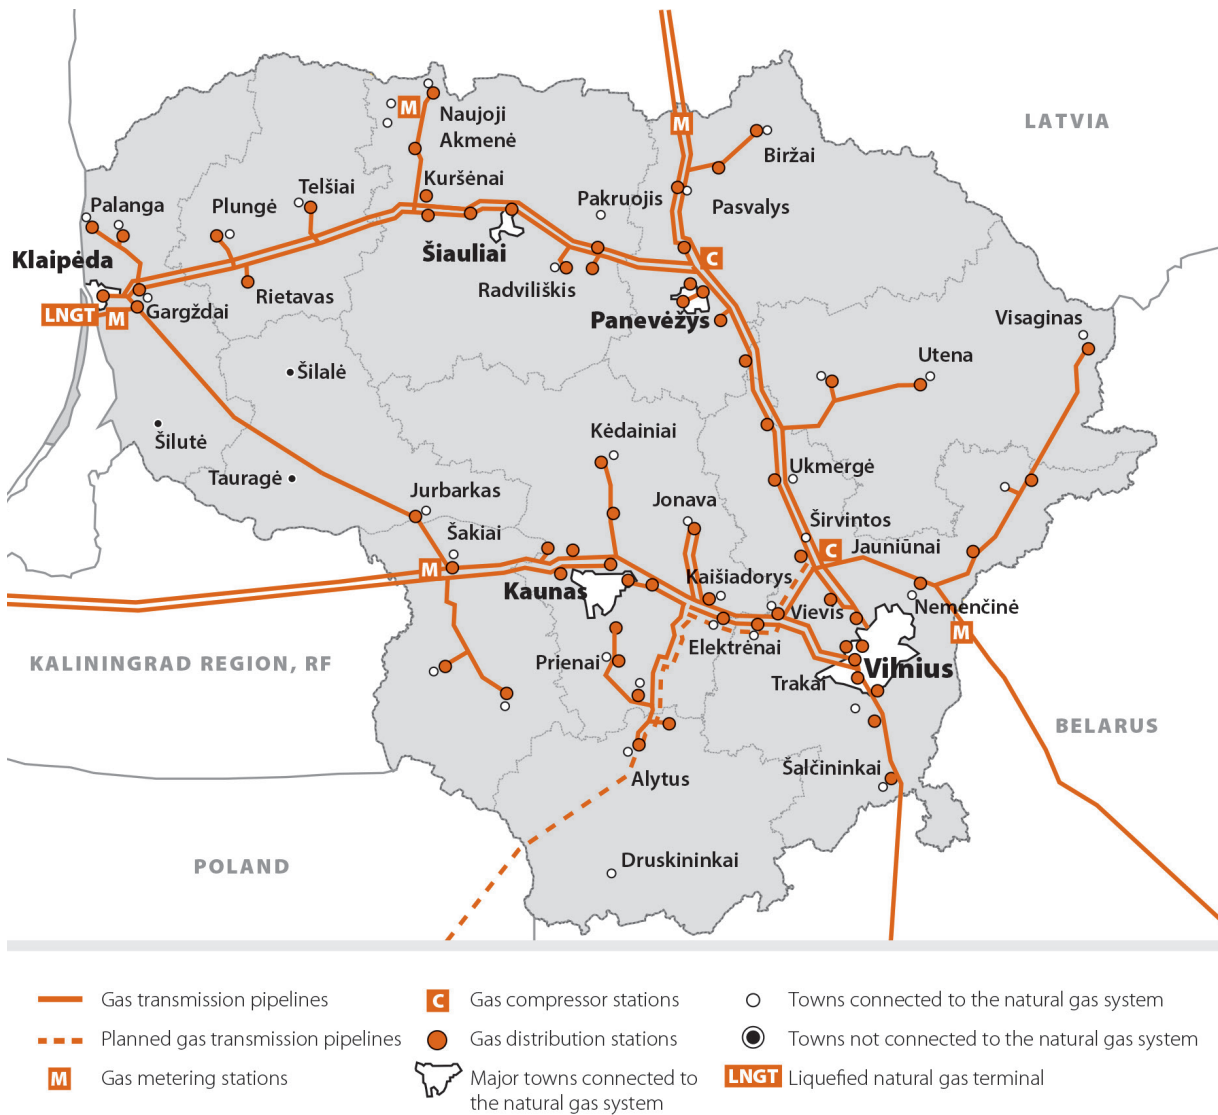 M
Naujoji
Akmenė
M
LATVIA
Biržai
Kuršėnai
Telšiai
Pakruojis
Palanga
Plungė
Pasvalys
Klaipėda
Šiauliai
C
Radviliškis
Rietavas
LNGT
M
Gargždai
Panevėžys
Visaginas
Utena
Šilalė
Šilutė
Kėdainiai
Tauragė
Ukmergė
Jurbarkas
Jonava
Širvintos
Šakiai
C
Jauniūnai
M
Kaišiadorys
Kaunas
Vievis
Nemenčinė
M
Elektrėnai
KALININGRAD REGION, RF
Prienai
Vilnius
Trakai
BELARUS
Alytus
Šalčininkai
POLAND
Druskininkai
Gas transmission pipelines
C
Gas compressor stations
Towns connected to the natural gas system
Planned gas transmission pipelines
Gas distribution stations
Towns not connected to the natural gas system
M
Gas metering stations
Major towns connected to
the natural gas system
LNGT
Liquefied natural gas terminal